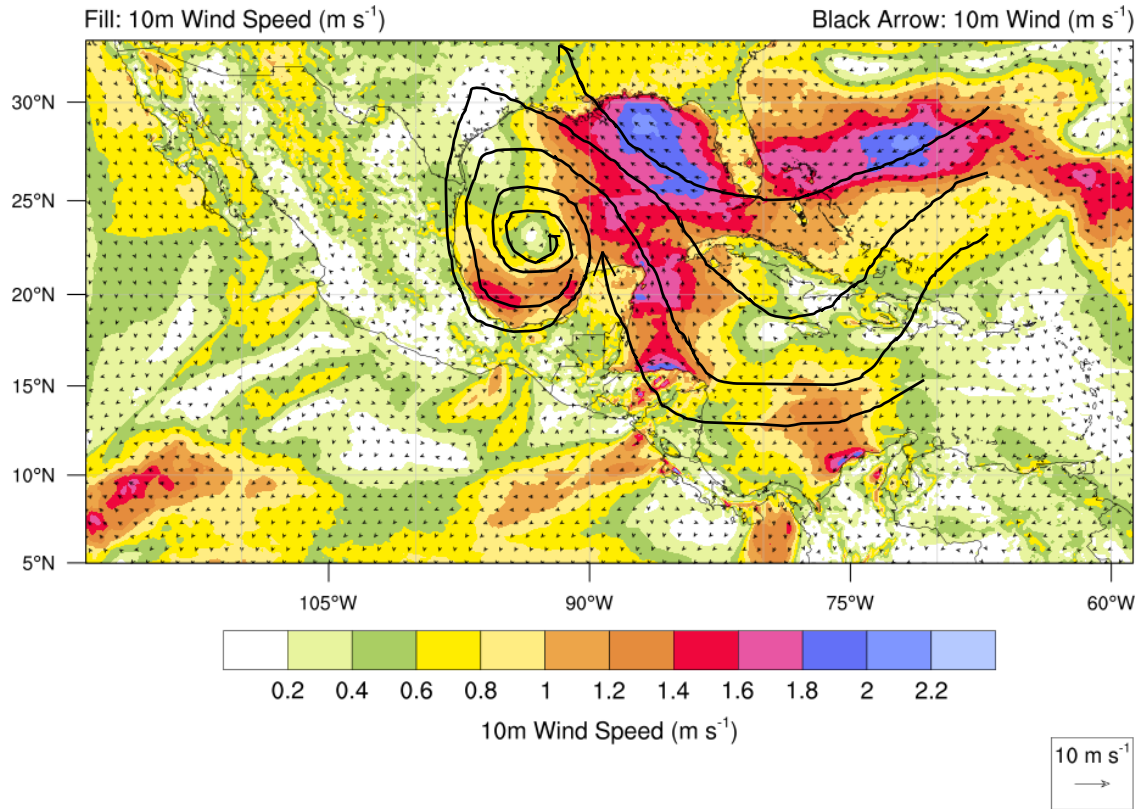 Fill: 10m Wind Speed (m s⁻¹) Black Arrow: 10m Wind (m s⁻¹)
30°N
25°N
20°N
15°N
10°N
5°N
105°W 90°W 75°W 60°W
0.2 0.4 0.6 0.8 1 1.2 1.4 1.6 1.8 2 2.2
10m Wind Speed (m s⁻¹)
10 m s⁻¹